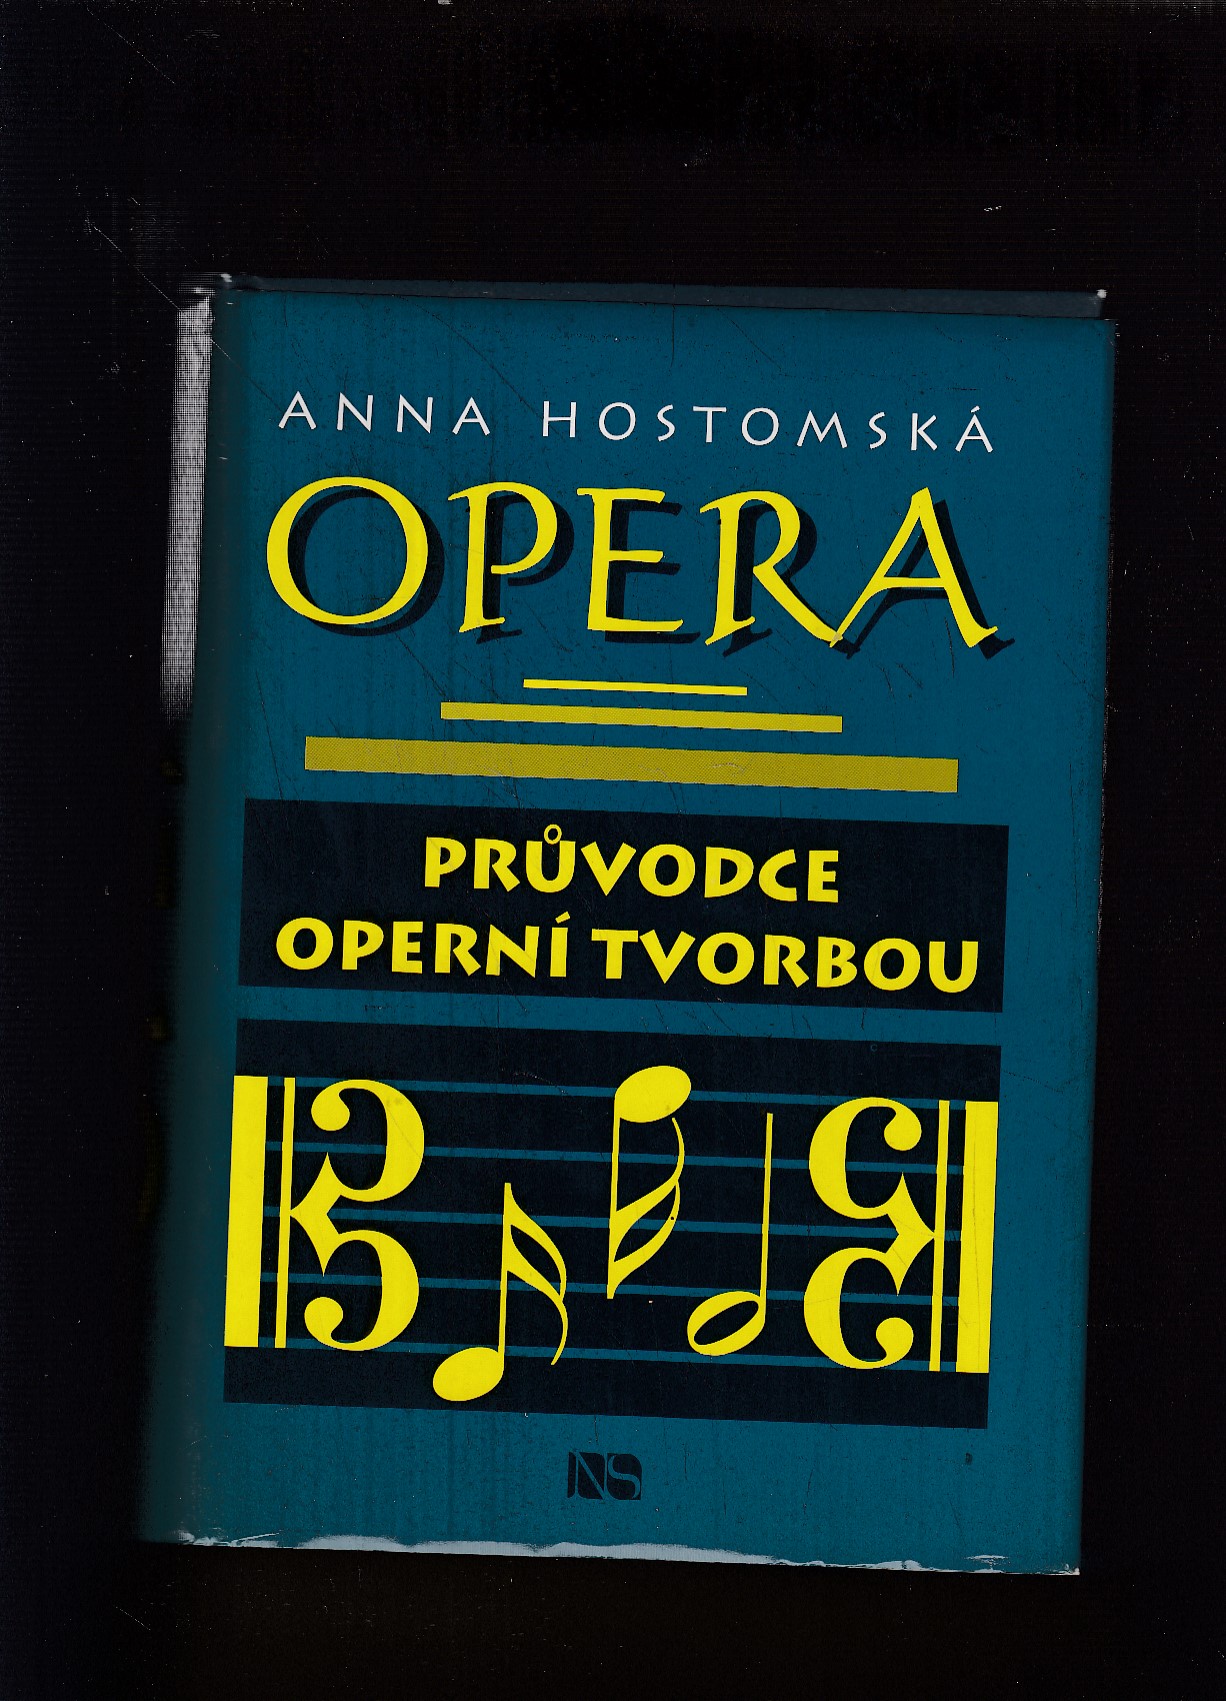 ANNA HOSTOMSKÁ
OPERA
PRŮVODCE
OPERNÍ TVORBOU
NS